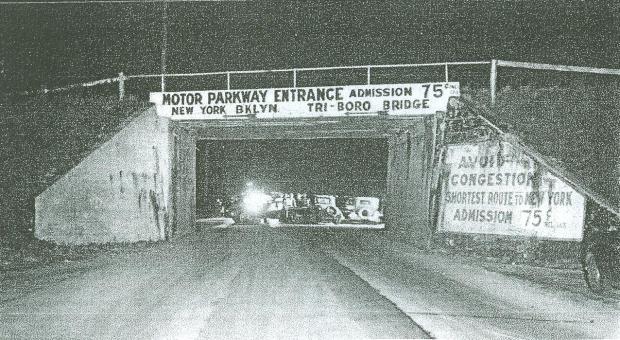 MOTOR PARKWAY ENTRANCE ADMISSION 75
NEW YORK BKLYN. TRI-BORO BRIDGE
AVOID
CONGESTION
SHORTEST ROUTE TO NEW YORK
ADMISSION 75¢